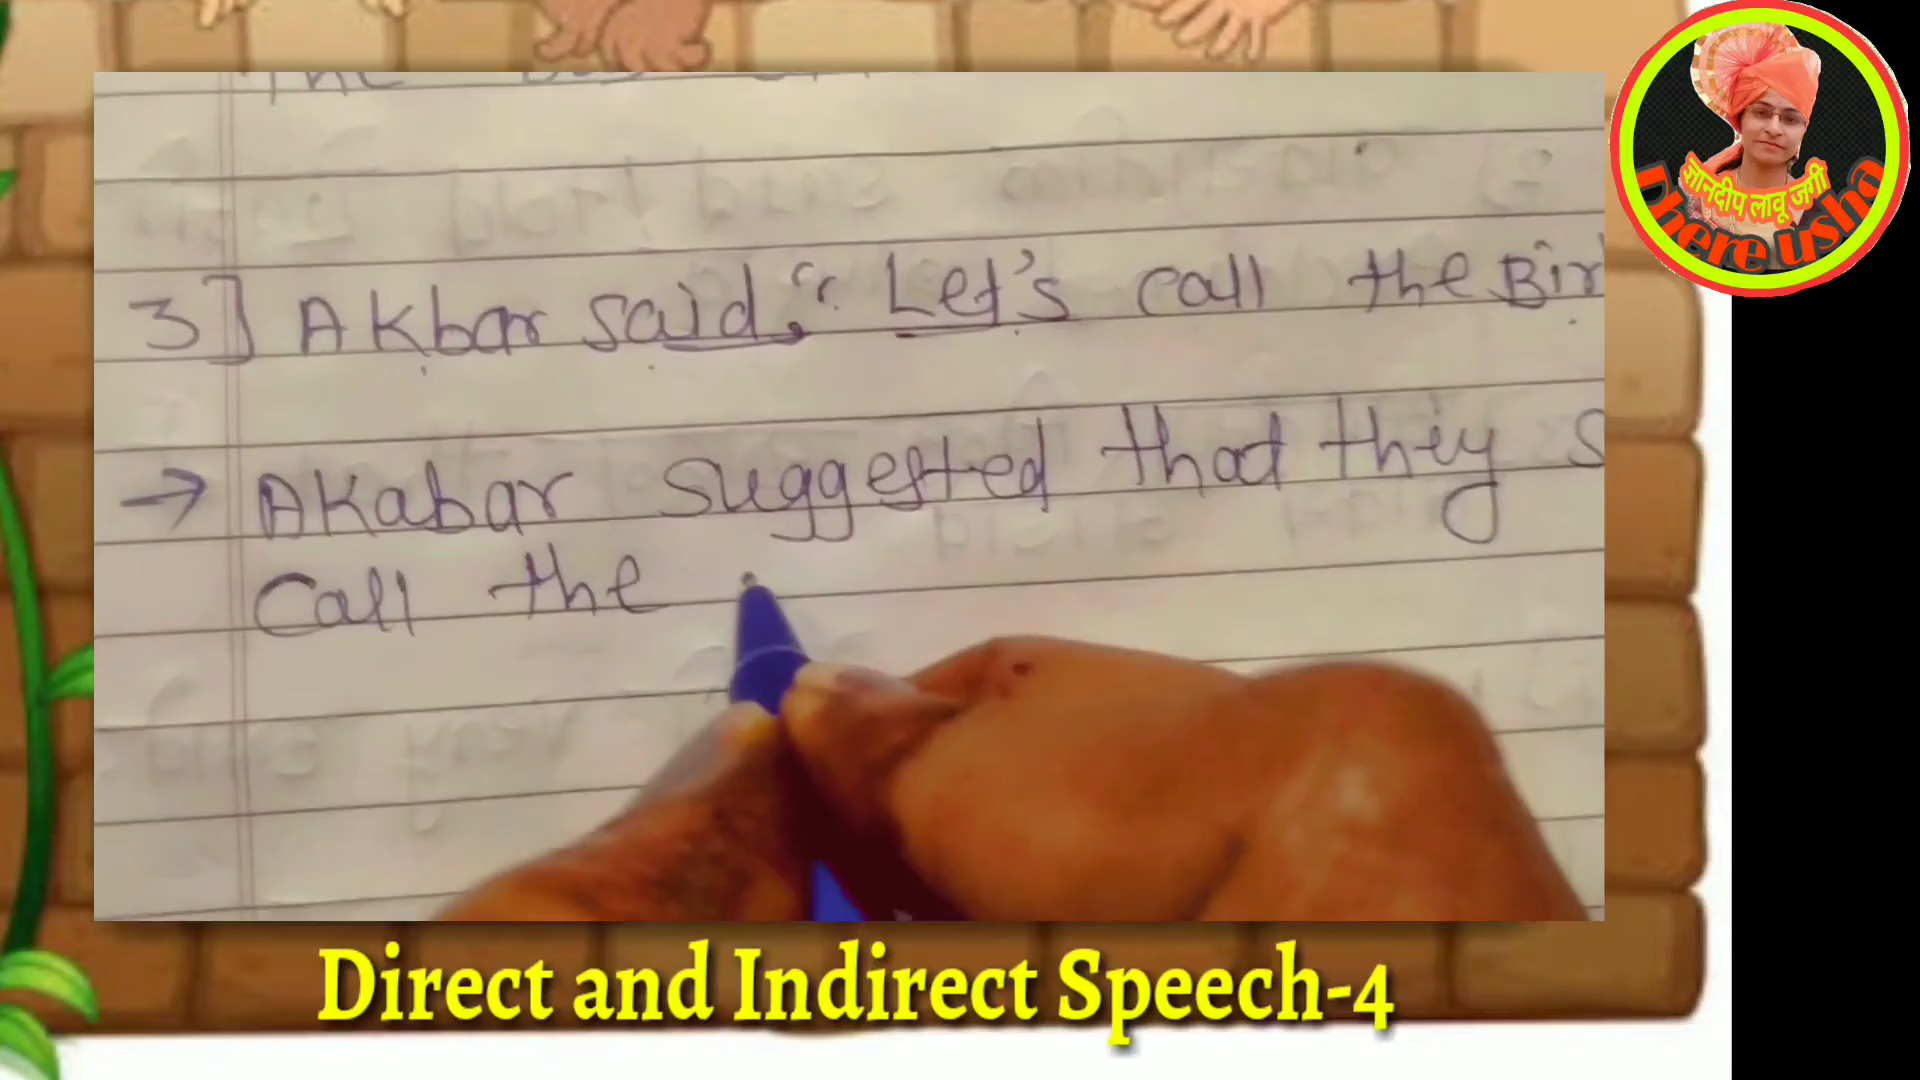 3] Akbar said, "Let's call the Bir
→ Akabar suggested that they s
Call the
ज्ञानदीप लावू जगी
Dhere usha
Direct and Indirect Speech-4